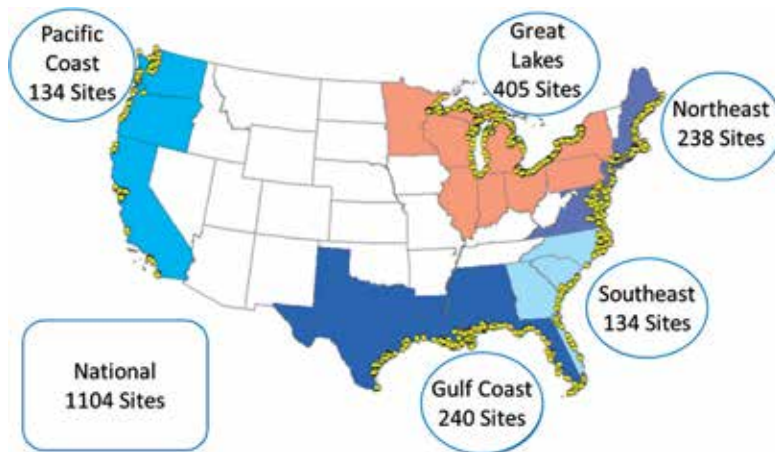 Pacific
Coast
134 Sites
Great
Lakes
405 Sites
Northeast
238 Sites
Southeast
134 Sites
Gulf Coast
240 Sites
National
1104 Sites